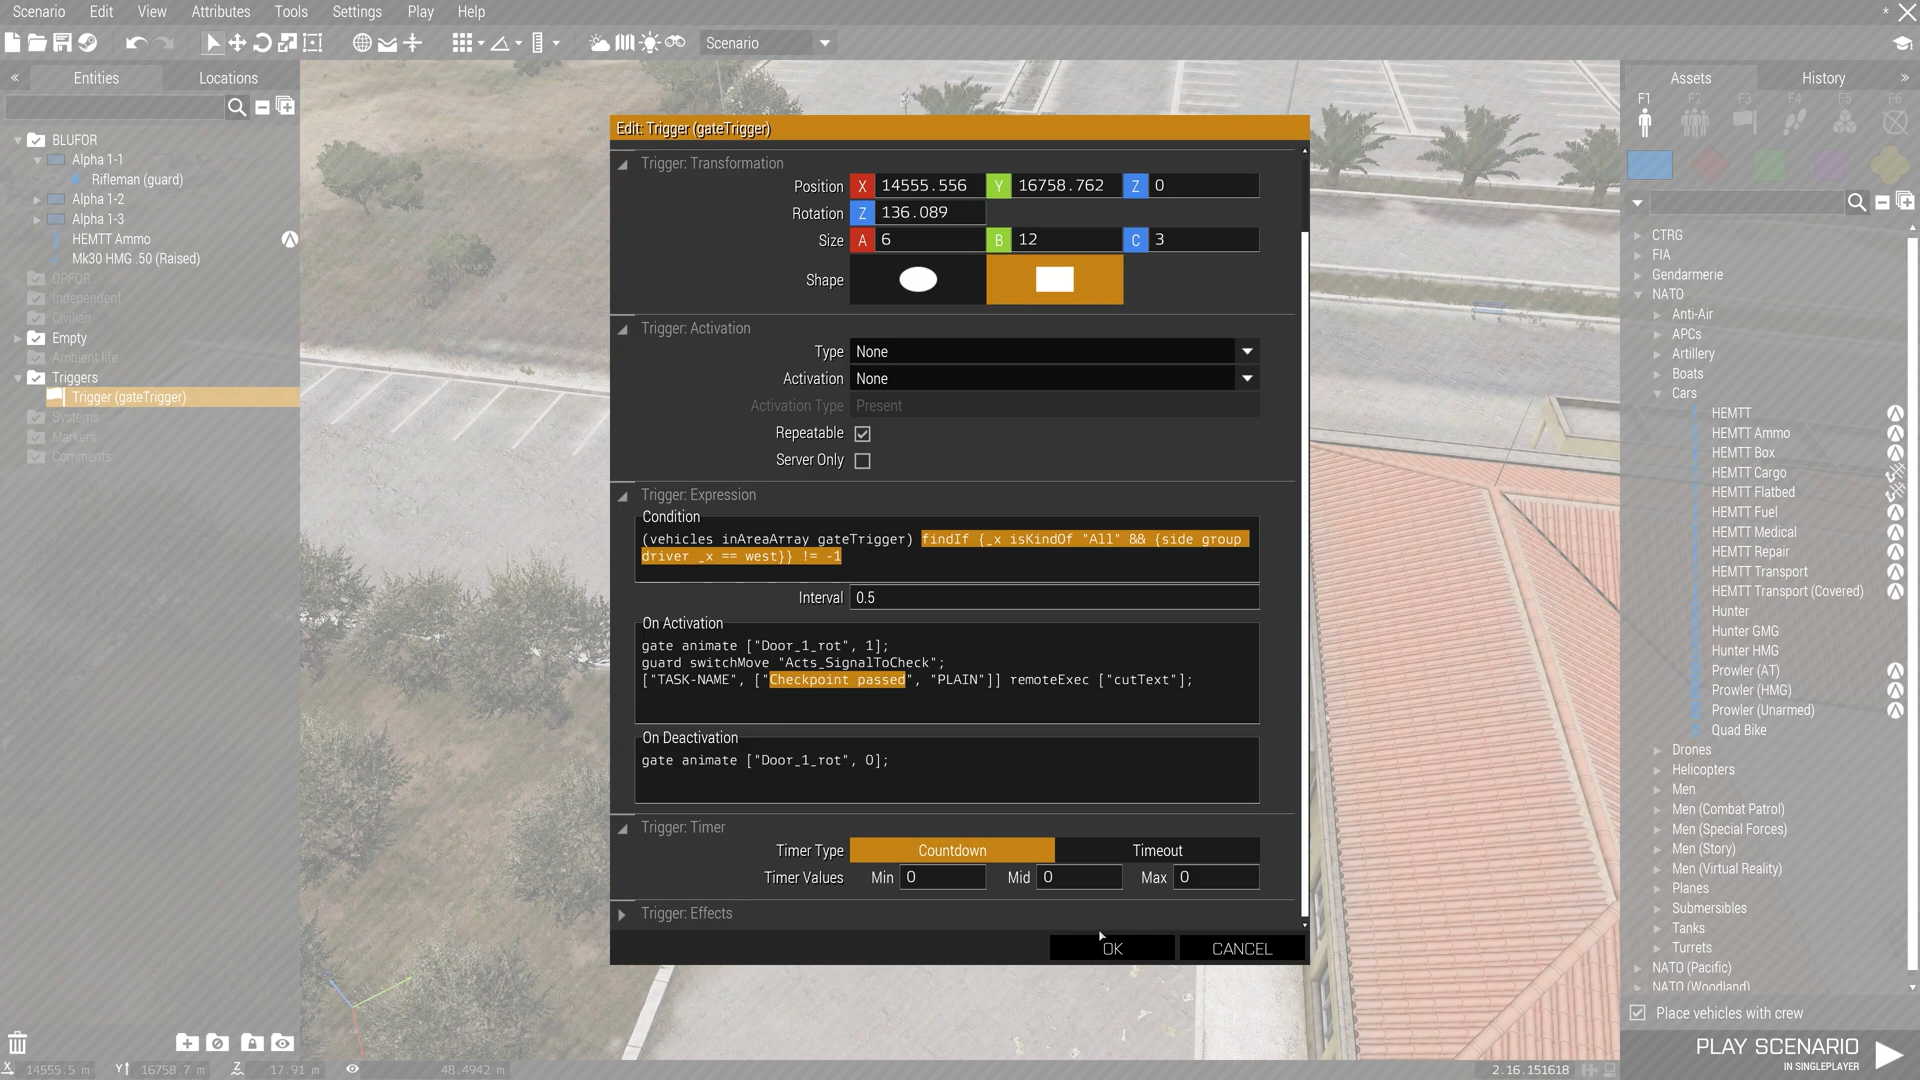 Scenario Edit View Attributes Tools Settings Play Help
*
Scenario
Entities Locations
BLUFOR
Alpha 1-1
Rifleman (guard)
Alpha 1-2
Alpha 1-3
HEMTT Ammo
Mk30 HMG .50 (Raised)
OPFOR
Independent
Civilian
Empty
Ambient life
Triggers
Trigger (gateTrigger)
Systems
Markers
Comments
Edit: Trigger (gateTrigger)
Trigger: Transformation
Position X 14555.556 Y 16758.762 Z 0
Rotation Z 136.089
Size A 6 B 12 C 3
Shape
Trigger: Activation
Type None
Activation None
Activation Type Present
Repeatable
Server Only
Trigger: Expression
Condition
(vehicles inAreaArray gateTrigger) findIf {_x isKindOf "All" && {side group
driver _x == west}} != -1
Interval 0.5
On Activation
gate animate ["Door_1_rot", 1];
guard switchMove "Acts_SignalToCheck";
["TASK-NAME", ["Checkpoint passed", "PLAIN"]] remoteExec ["cutText"];
On Deactivation
gate animate ["Door_1_rot", 0];
Trigger: Timer
Timer Type Countdown Timeout
Timer Values Min 0 Mid 0 Max 0
Trigger: Effects
OK CANCEL
Assets History
F1 F2 F3 F4 F5 F6
CTRG
FIA
Gendarmerie
NATO
Anti-Air
APCs
Artillery
Boats
Cars
HEMTT
HEMTT Ammo
HEMTT Box
HEMTT Cargo
HEMTT Flatbed
HEMTT Fuel
HEMTT Medical
HEMTT Repair
HEMTT Transport
HEMTT Transport (Covered)
Hunter
Hunter GMG
Hunter HMG
Prowler (AT)
Prowler (HMG)
Prowler (Unarmed)
Quad Bike
Drones
Helicopters
Men
Men (Combat Patrol)
Men (Special Forces)
Men (Story)
Men (Virtual Reality)
Planes
Submersibles
Tanks
Turrets
NATO (Pacific)
NATO (Woodland)
Place vehicles with crew
PLAY SCENARIO
IN SINGLEPLAYER
X 14555.5 m Y 16758.7 m Z 17.91 m 48.4942 m 2.16.151618